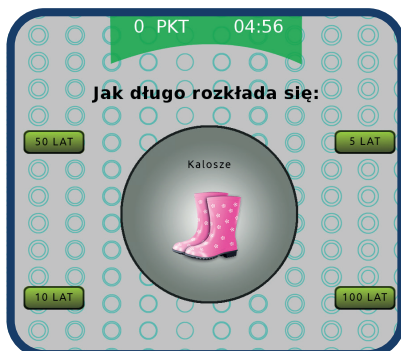 0 PKT 04:56
Jak długo rozkłada się:
50 LAT
5 LAT
Kalosze
10 LAT
100 LAT